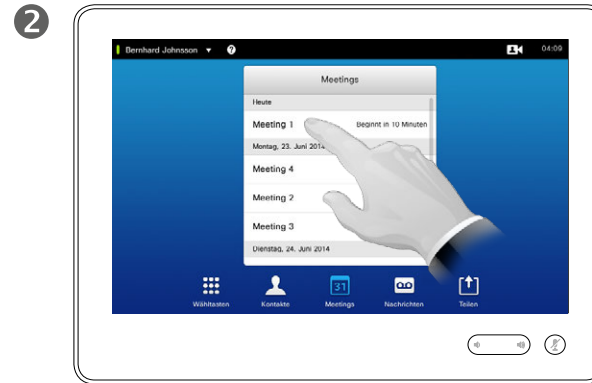 2
Bernhard Johnsson ▼ ? 04:09
Meetings
Heute
Meeting 1 Beginnt in 10 Minuten
Montag, 23. Juni 2014
Meeting 4
Meeting 2
Meeting 3
Dienstag, 24. Juni 2014
31
Wähltasten Kontakte Meetings Nachrichten Teilen